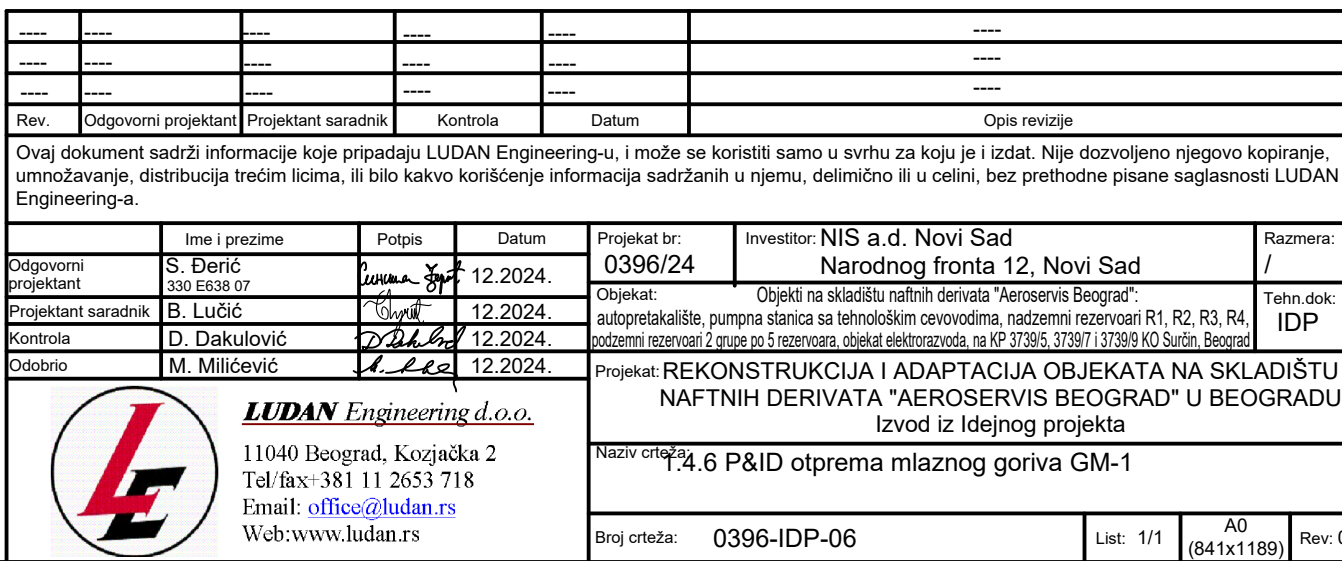 ---- ---- ---- ---- ---- ----
---- ---- ---- ---- ---- ----
---- ---- ---- ---- ---- ----
Rev. Odgovorni projektant Projektant saradnik Kontrola Datum Opis revizije
Ovaj dokument sadrži informacije koje pripadaju LUDAN Engineering-u, i može se koristiti samo u svrhu za koju je i izdat. Nije dozvoljeno njegovo kopiranje,
umnožavanje, distribucija trećim licima, ili bilo kakvo korišćenje informacija sadržanih u njemu, delimično ili u celini, bez prethodne pisane saglasnosti LUDAN
Engineering-a.
Ime i prezime Potpis Datum
Odgovorni
projektant
S. Đerić
330 E638 07
12.2024.
Projektant saradnik B. Lučić 12.2024.
Kontrola D. Dakulović 12.2024.
Odobrio M. Milićević 12.2024.
LE
LUDAN Engineering d.o.o.
11040 Beograd, Kozjačka 2
Tel/fax+381 11 2653 718
Email: office@ludan.rs
Web:www.ludan.rs
Projekat br:
0396/24
Investitor: NIS a.d. Novi Sad
Narodnog fronta 12, Novi Sad
Razmera:
/
Objekat: Objekti na skladištu naftnih derivata "Aeroservis Beograd":
autopretakalište, pumpna stanica sa tehnološkim cevovodima, nadzemni rezervoari R1, R2, R3, R4,
podzemni rezervoari 2 grupe po 5 rezervoara, objekat elektrorazvoda, na KP 3739/5, 3739/7 i 3739/9 KO Surčin, Beograd
Tehn.dok:
IDP
Projekat: REKONSTRUKCIJA I ADAPTACIJA OBJEKATA NA SKLADIŠTU
NAFTNIH DERIVATA "AEROSERVIS BEOGRAD" U BEOGRADU
Izvod iz Idejnog projekta
Naziv crteža:
T.4.6 P&ID otprema mlaznog goriva GM-1
Broj crteža: 0396-IDP-06
List: 1/1
A0
(841x1189)
Rev: 0